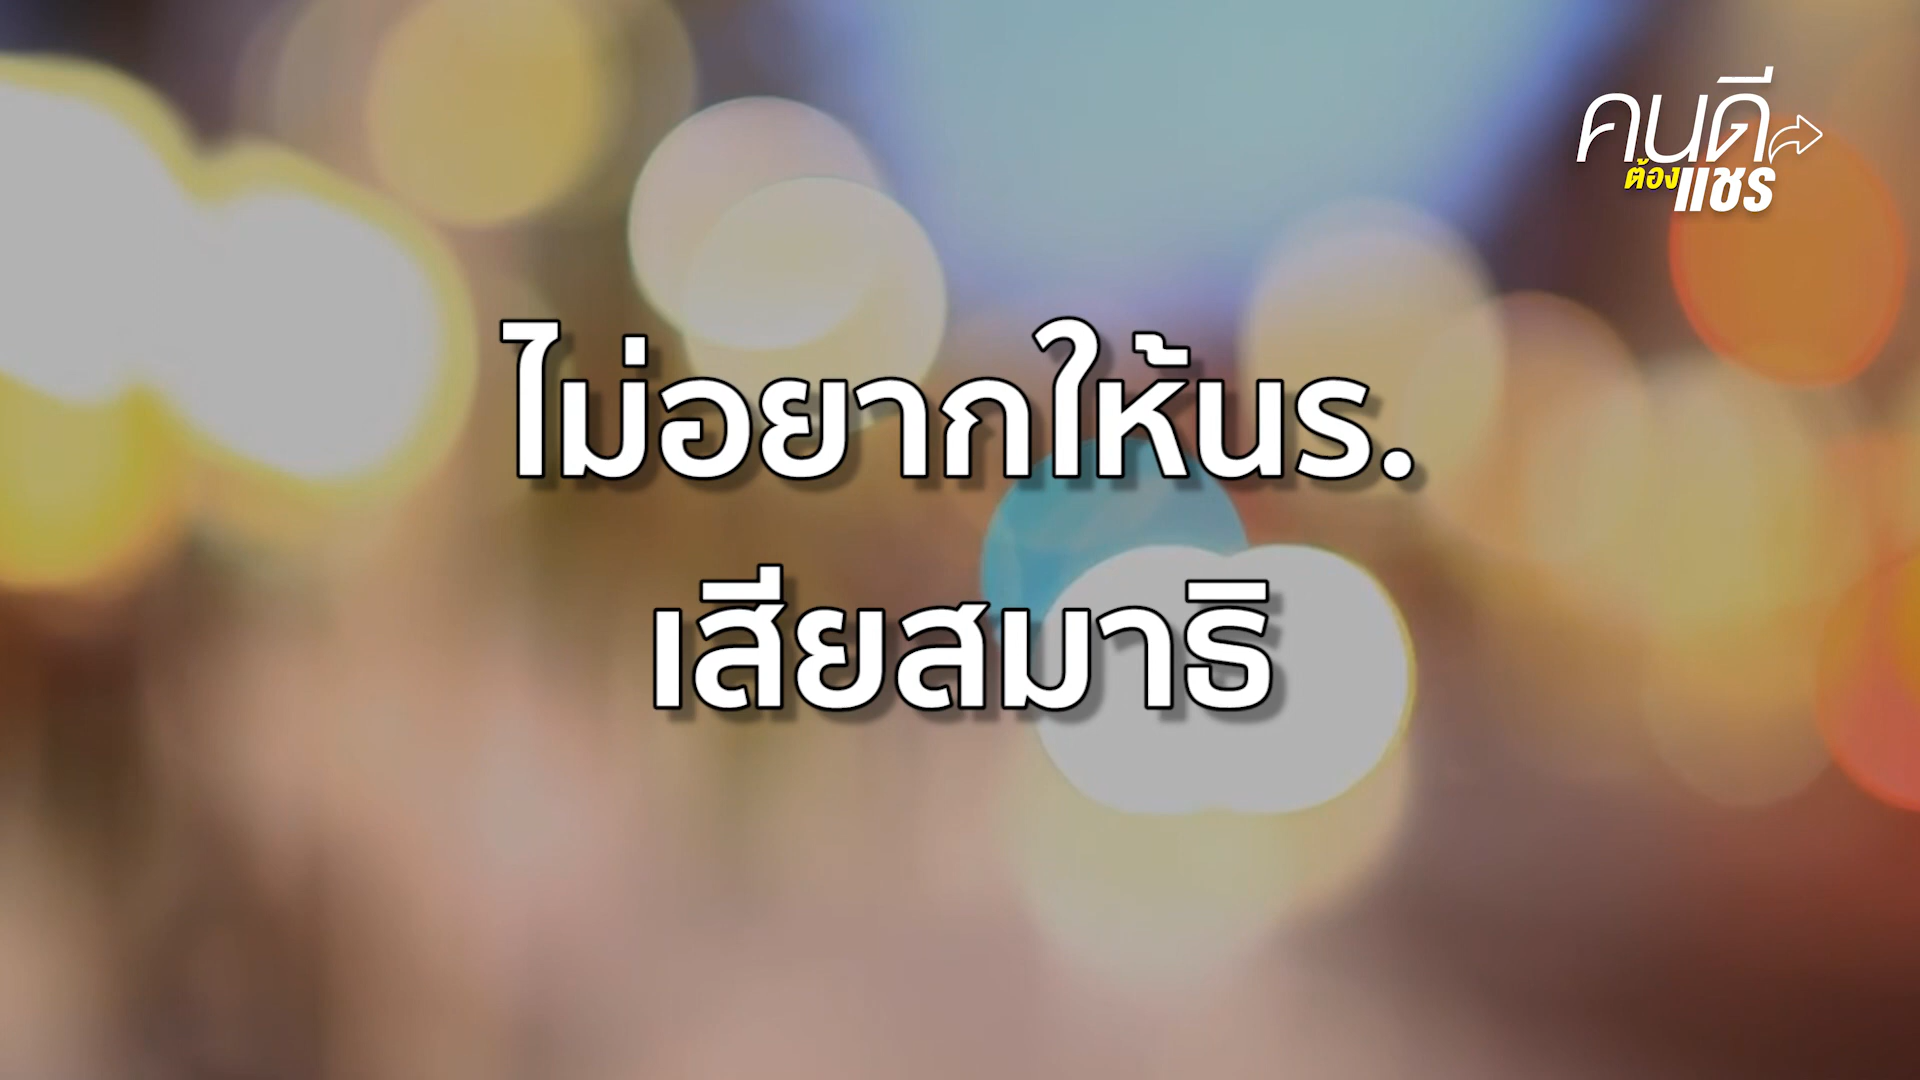 คนดี
ต้องแชร์
ไม่อยากให้นร.
เสียสมาธิ